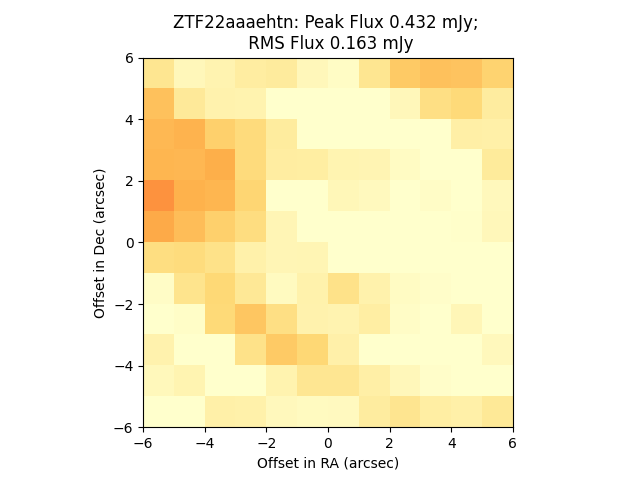 ZTF22aaaehtn: Peak Flux 0.432 mJy;
RMS Flux 0.163 mJy
6
4
2
0
−2
−4
−6
Offset in Dec (arcsec)
−6 −4 −2 0 2 4 6
Offset in RA (arcsec)